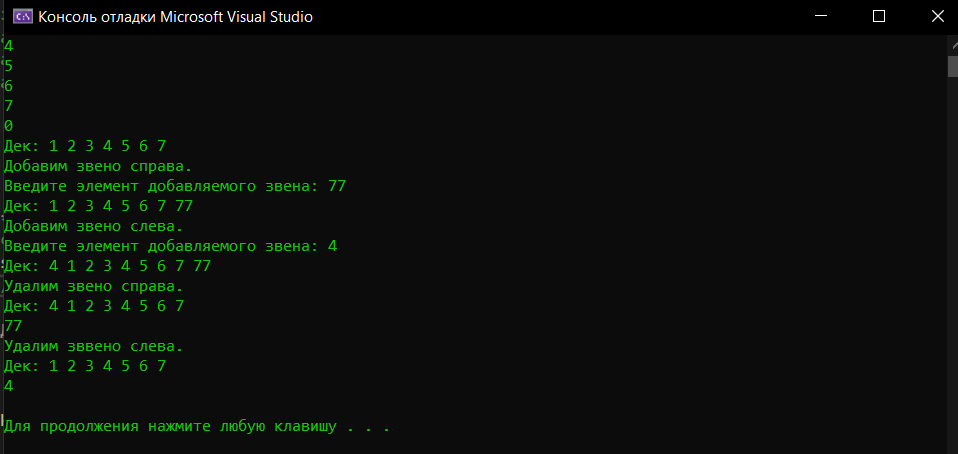 Консоль отладки Microsoft Visual Studio
4
5
6
7
0
Дек: 1 2 3 4 5 6 7
Добавим звено справа.
Введите элемент добавляемого звена: 77
Дек: 1 2 3 4 5 6 7 77
Добавим звено слева.
Введите элемент добавляемого звена: 4
Дек: 4 1 2 3 4 5 6 7 77
Удалим звено справа.
Дек: 4 1 2 3 4 5 6 7
77
Удалим зввено слева.
Дек: 1 2 3 4 5 6 7
4
Для продолжения нажмите любую клавишу . . .